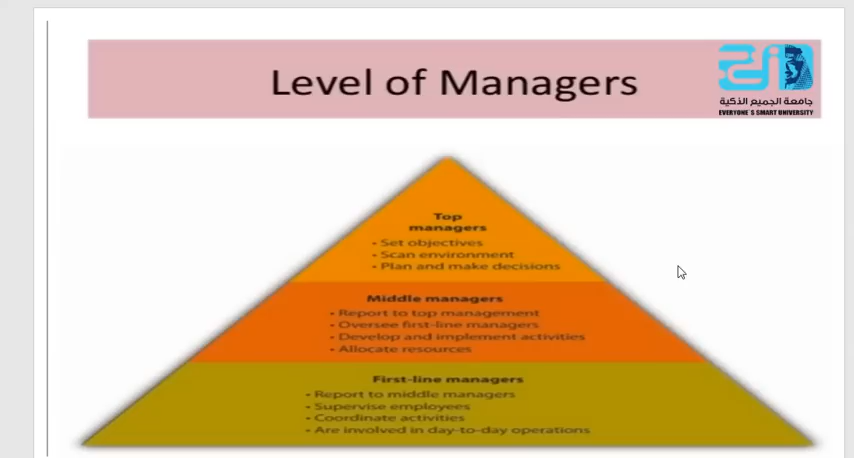 Level of Managers
جامعة الجميع الذكية
EVERYONE`S SMART UNIVERSITY
Top
managers
• Set objectives
• Scan environment
• Plan and make decisions
Middle managers
• Report to top management
• Oversee first-line managers
• Develop and implement activities
• Allocate resources
First-line managers
• Report to middle managers
• Supervise employees
• Coordinate activities
• Are involved in day-to-day operations